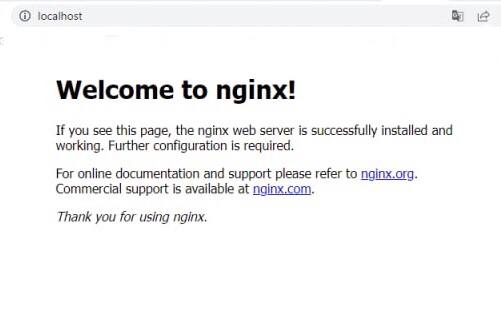 localhost
Welcome to nginx!
If you see this page, the nginx web server is successfully installed and
working. Further configuration is required.
For online documentation and support please refer to nginx.org.
Commercial support is available at nginx.com.
Thank you for using nginx.